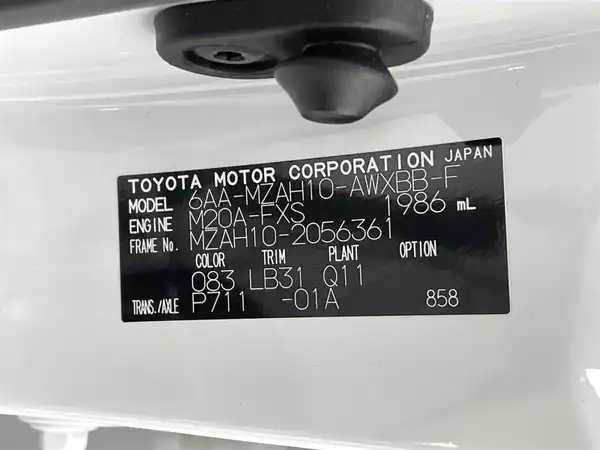 TOYOTA MOTOR CORPORATION JAPAN
MODEL 6AA-MZAH10-AWXBB-F
ENGINE M20A-FXS 1986 mL
FRAME No. MZAH10-2056361
COLOR TRIM PLANT OPTION
083 LB31 Q11
TRANS./AXLE P711 -01A 858